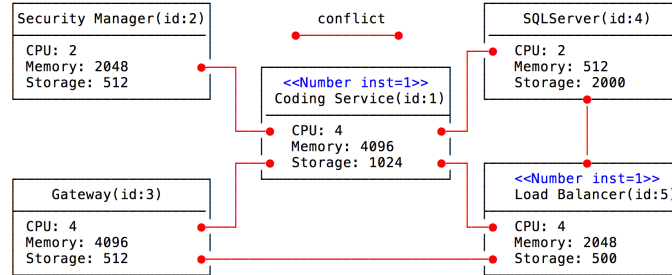 Security Manager(id:2)
CPU: 2
Memory: 2048
Storage: 512
conflict
SQLServer(id:4)
CPU: 2
Memory: 512
Storage: 2000
<<Number inst=1>>
Coding Service(id:1)
CPU: 4
Memory: 4096
Storage: 1024
Gateway(id:3)
CPU: 4
Memory: 4096
Storage: 512
<<Number inst=1>>
Load Balancer(id:5)
CPU: 4
Memory: 2048
Storage: 500